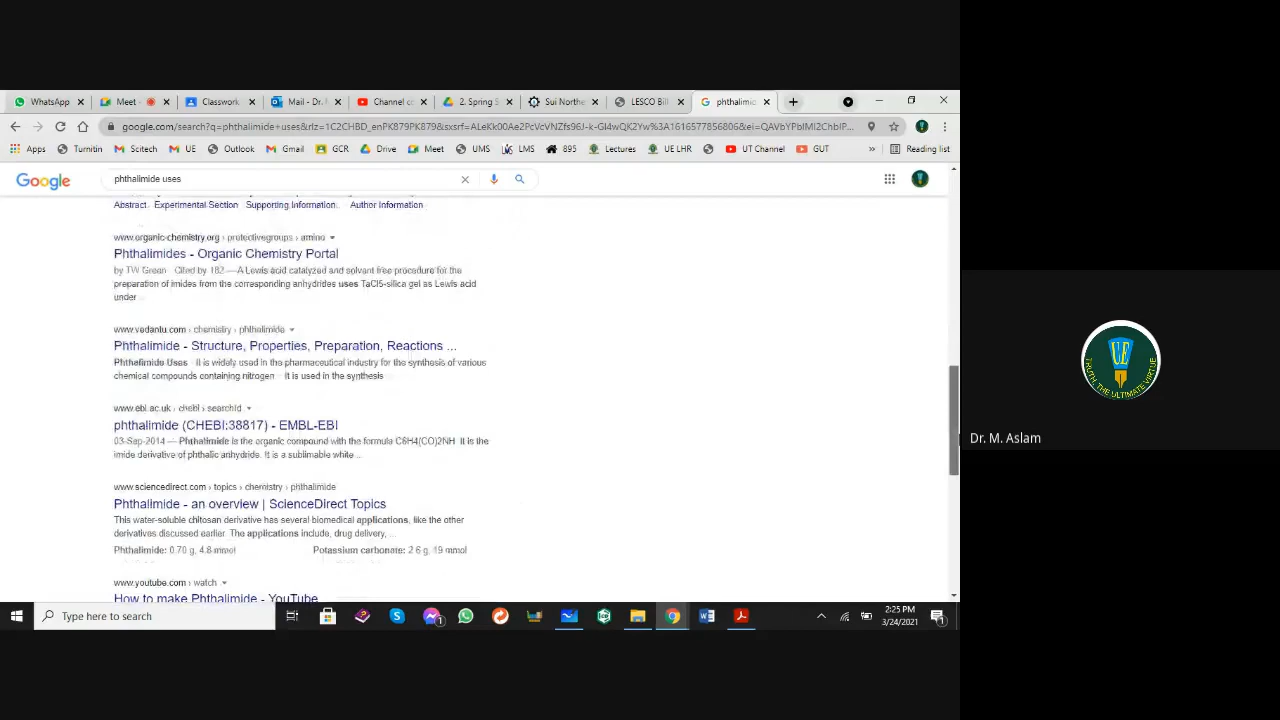 WhatsApp
Meet -
Classwork
Mail - Dr.
Channel c
2. Spring S
Sui Northe
LESCO Bill
phthalimid
google.com/search?q=phthalimide+uses&rlz=1C2CHBD_enPK879PK879&sxsrf=
Apps Turnitin Scitech UE Outlook Gmail GCR Drive Meet UMS LMS 895 Lectures UE LHR UT Channel GUT » Reading list
Google
phthalimide uses
Abstract · Experimental Section · Supporting Information · Author Information
www.organic-chemistry.org › protectivegroups › amino
Phthalimides - Organic Chemistry Portal
by TW Green · Cited by 182 — A Lewis acid catalyzed and solvent free procedure for the
preparation of imides from the corresponding anhydrides uses TaCl5-silica gel as Lewis acid
under ...
www.vedantu.com › chemistry › phthalimide
Phthalimide - Structure, Properties, Preparation, Reactions ...
Phthalimide Uses · It is widely used in the pharmaceutical industry for the synthesis of various
chemical compounds containing nitrogen · It is used in the synthesis
www.ebi.ac.uk › chebi › searchId
phthalimide (CHEBI:38817) - EMBL-EBI
03-Sep-2014 — Phthalimide is the organic compound with the formula C6H4(CO)2NH. It is the
imide derivative of phthalic anhydride. It is a sublimable white...
www.sciencedirect.com › topics › chemistry › phthalimide
Phthalimide - an overview | ScienceDirect Topics
This water-soluble chitosan derivative has several biomedical applications, like the other
derivatives discussed earlier. The applications include, drug delivery, ...
Phthalimide: 0.70 g, 4.8 mmol Potassium carbonate: 2.6 g, 19 mmol
www.youtube.com › watch
How to make Phthalimide - YouTube
Type here to search
2:25 PM
3/24/2021
UE
TRUTH, THE ULTIMATE VIRTUE
Dr. M. Aslam